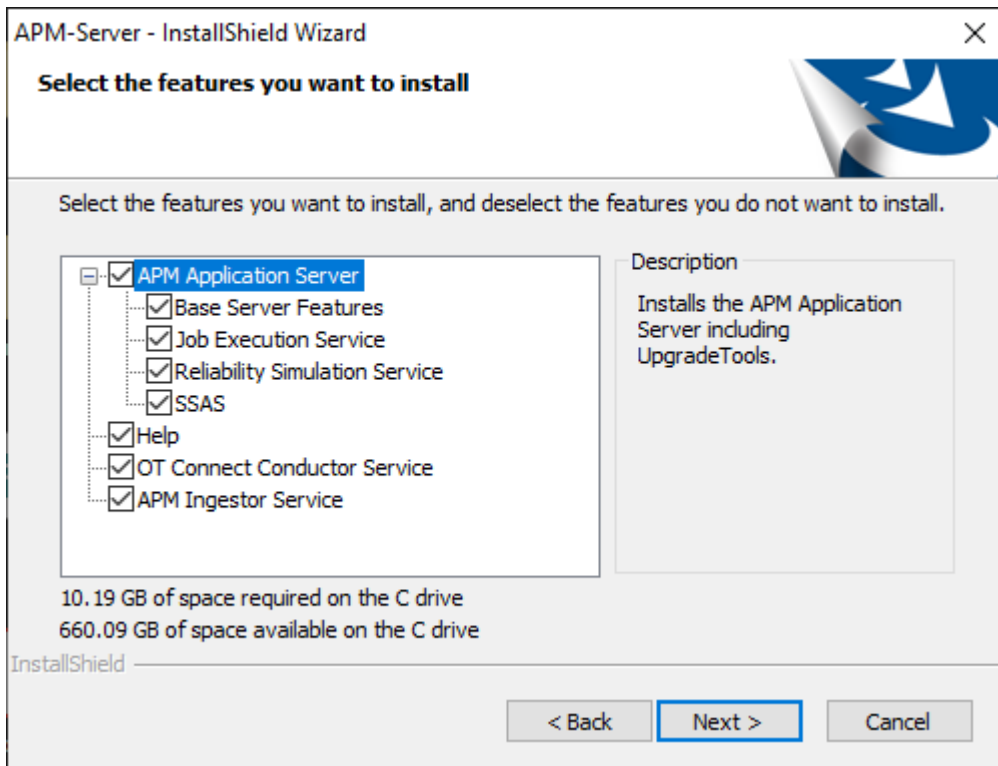 APM-Server - InstallShield Wizard
Select the features you want to install
Select the features you want to install, and deselect the features you do not want to install.
APM Application Server
Base Server Features
Job Execution Service
Reliability Simulation Service
SSAS
Help
OT Connect Conductor Service
APM Ingestor Service
Description
Installs the APM Application
Server including
UpgradeTools.
10.19 GB of space required on the C drive
660.09 GB of space available on the C drive
InstallShield
< Back
Next >
Cancel